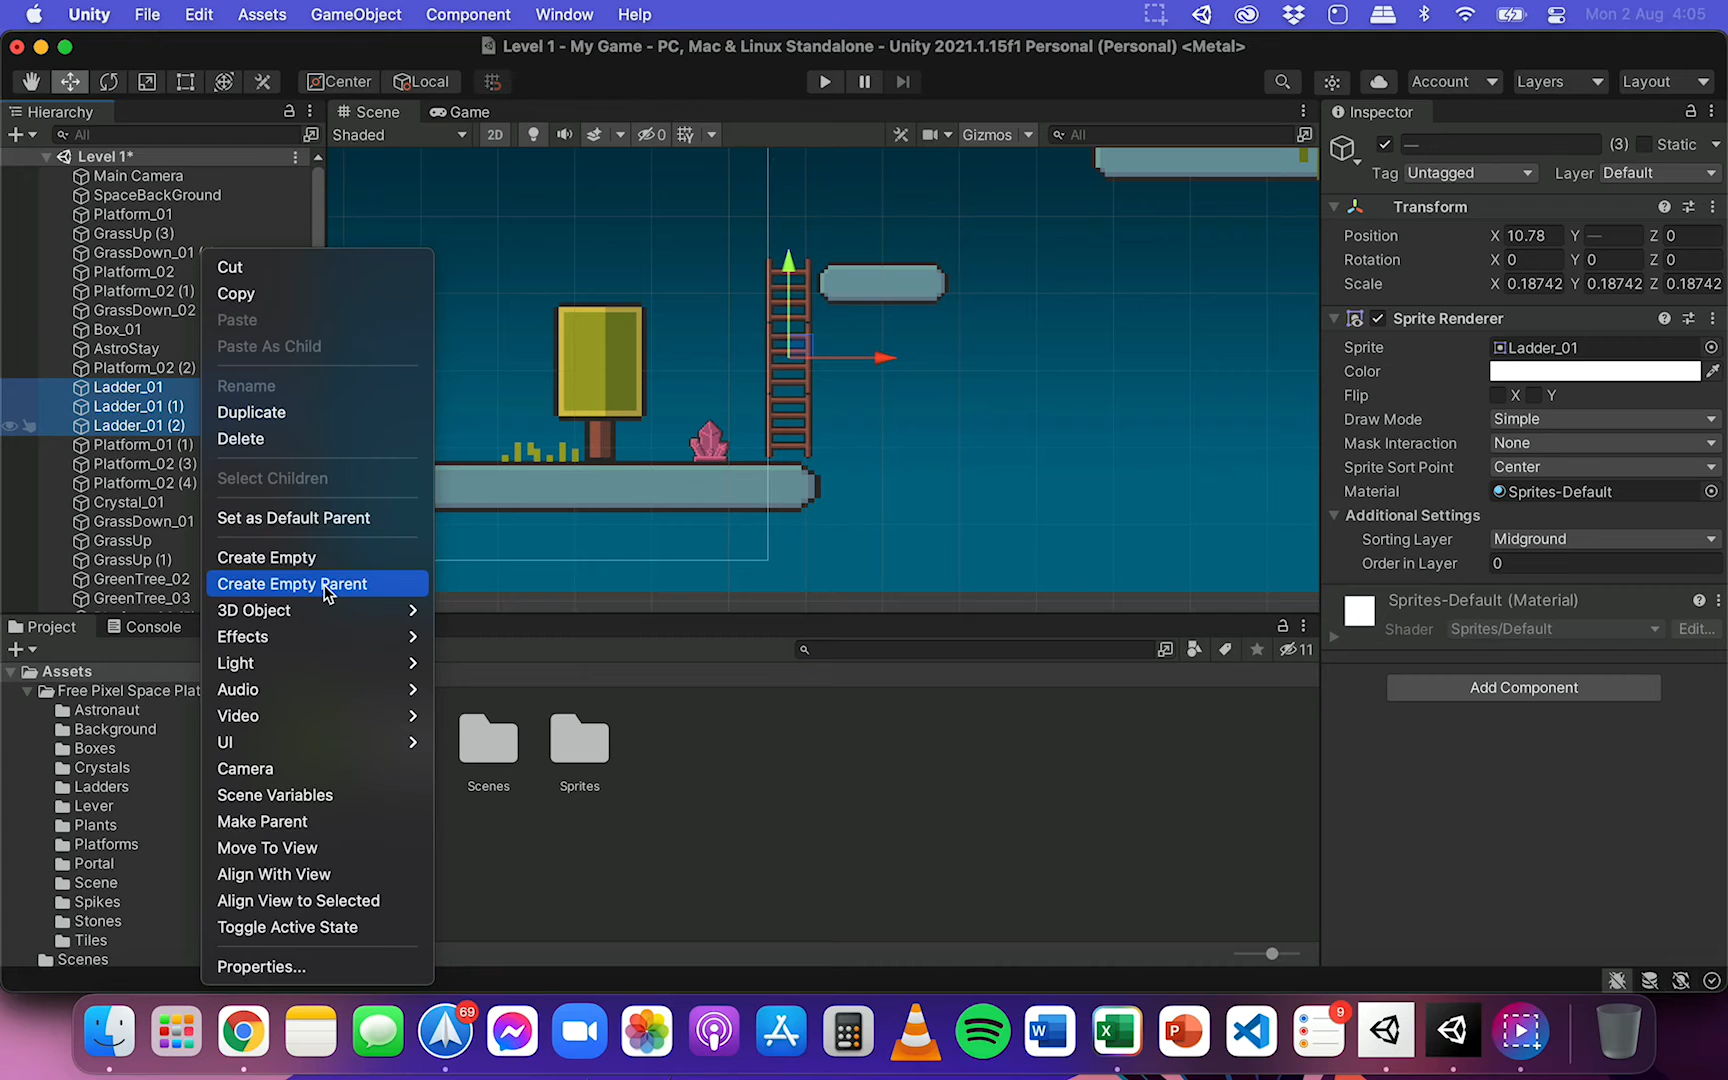 Unity File Edit Assets GameObject Component Window Help Mon 2 Aug 4:05
Level 1 - My Game - PC, Mac & Linux Standalone - Unity 2021.1.15f1 Personal (Personal) <Metal>
Center Local Account Layers Layout
Hierarchy
All
Level 1*
Main Camera
SpaceBackGround
Platform_01
GrassUp (3)
GrassDown_01
Platform_02
Platform_02 (1)
GrassDown_02
Box_01
AstroStay
Platform_02 (2)
Ladder_01
Ladder_01 (1)
Ladder_01 (2)
Platform_01 (1)
Platform_02 (3)
Platform_02 (4)
Crystal_01
GrassDown_01
GrassUp
GrassUp (1)
GreenTree_02
GreenTree_03
Cut
Copy
Paste
Paste As Child
Rename
Duplicate
Delete
Select Children
Set as Default Parent
Create Empty
Create Empty Parent
3D Object
Effects
Light
Audio
Video
UI
Camera
Scene Variables
Make Parent
Move To View
Align With View
Align View to Selected
Toggle Active State
Properties...
Scene Game
Shaded 2D 0 Gizmos All
Inspector
— (3) Static
Tag Untagged Layer Default
Transform
Position X 10.78 Y — Z 0
Rotation X 0 Y 0 Z 0
Scale X 0.18742 Y 0.18742 Z 0.18742
Sprite Renderer
Sprite Ladder_01
Color
Flip X Y
Draw Mode Simple
Mask Interaction None
Sprite Sort Point Center
Material Sprites-Default
Additional Settings
Sorting Layer Midground
Order in Layer 0
Sprites-Default (Material)
Shader Sprites/Default Edit...
Add Component
Project Console
11
Assets
Free Pixel Space Plat
Astronaut
Background
Boxes
Crystals
Ladders
Lever
Plants
Platforms
Portal
Scene
Spikes
Stones
Tiles
Scenes
Scenes Sprites
69
9
W
X
P